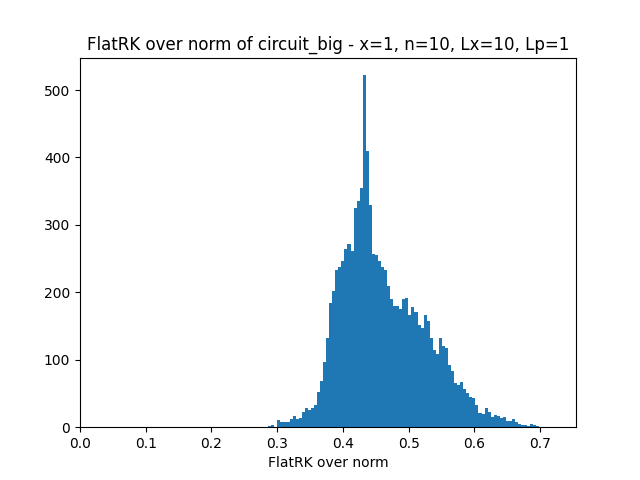 FlatRK over norm of circuit_big - x=1, n=10, Lx=10, Lp=1
500
400
300
200
100
0
0.0 0.1 0.2 0.3 0.4 0.5 0.6 0.7
FlatRK over norm